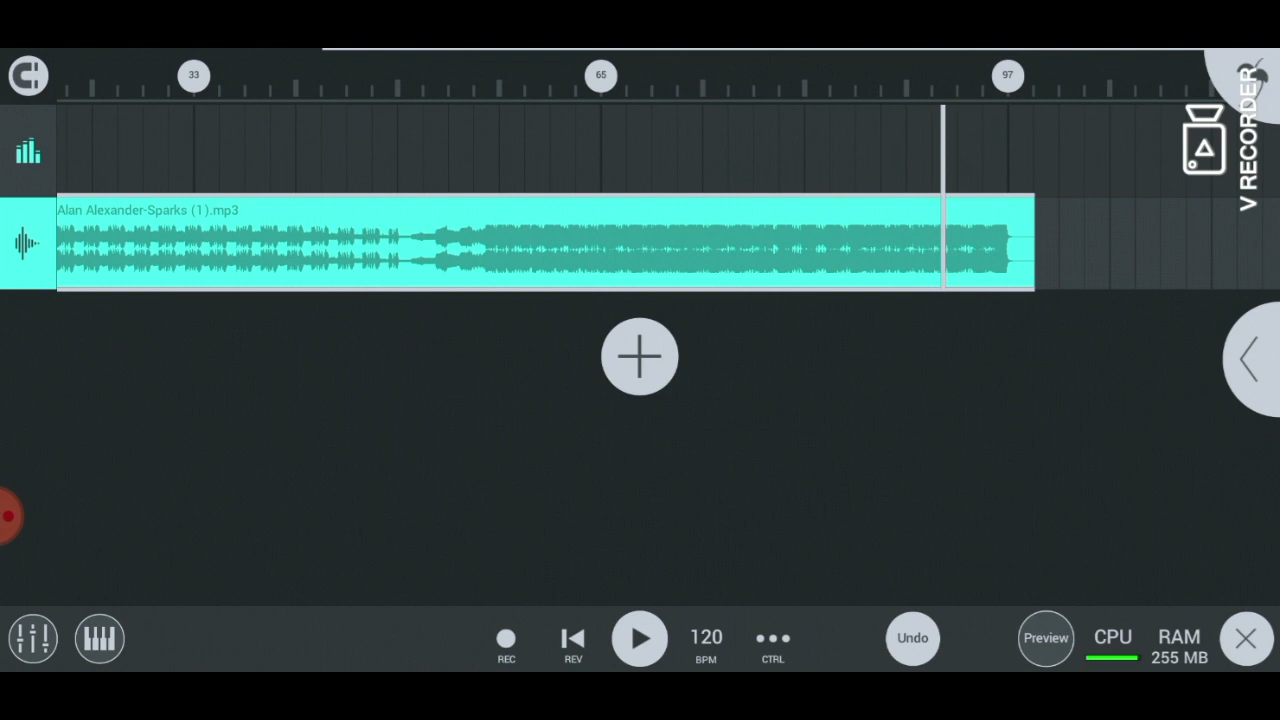 33 65 97
V RECORDER
Alan Alexander-Sparks (1).mp3
REC
REV
120
BPM
CTRL
Undo
Preview
CPU
RAM
255 MB